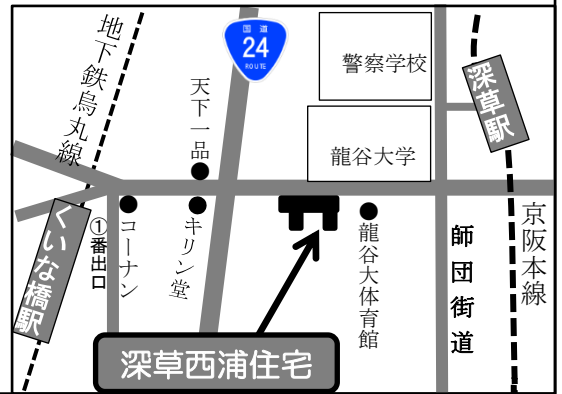 地下鉄烏丸線
国道
24
ROUTE
天下一品
警察学校
龍谷大学
深草駅
くいな橋駅
①番出口
コーナン
キリン堂
龍谷大体育館
師団街道
京阪本線
深草西浦住宅